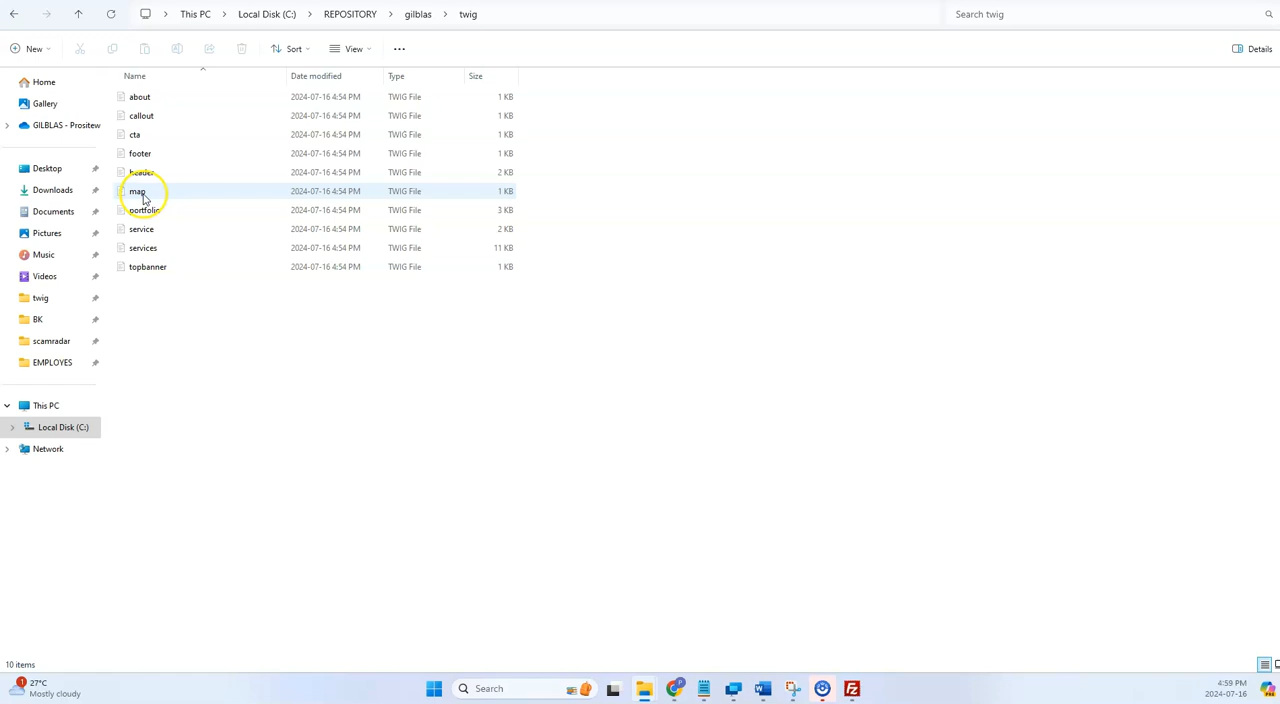 This PC > Local Disk (C:) > REPOSITORY > gilblas > twig
Search twig
New
Sort
View
Details
Name Date modified Type Size
about 2024-07-16 4:54 PM TWIG File 1 KB
callout 2024-07-16 4:54 PM TWIG File 1 KB
cta 2024-07-16 4:54 PM TWIG File 1 KB
footer 2024-07-16 4:54 PM TWIG File 1 KB
header 2024-07-16 4:54 PM TWIG File 2 KB
map 2024-07-16 4:54 PM TWIG File 1 KB
portfolio 2024-07-16 4:54 PM TWIG File 3 KB
service 2024-07-16 4:54 PM TWIG File 2 KB
services 2024-07-16 4:54 PM TWIG File 11 KB
topbanner 2024-07-16 4:54 PM TWIG File 1 KB
Home
Gallery
GILBLAS - Prositew
Desktop
Downloads
Documents
Pictures
Music
Videos
twig
BK
scamradar
EMPLOYES
This PC
Local Disk (C:)
Network
10 items
1
27°C
Mostly cloudy
Search
4:59 PM
2024-07-16